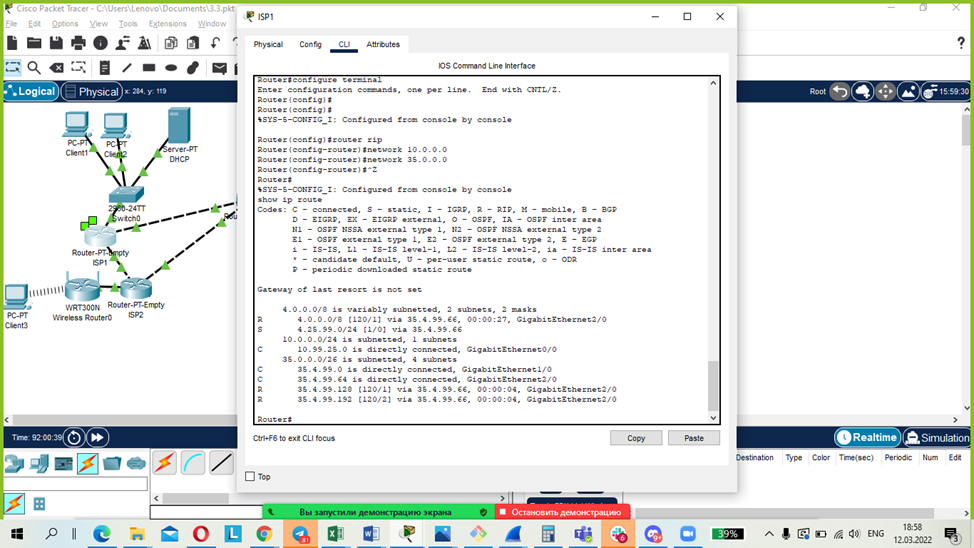 Cisco Packet Tracer - C:\Users\Lenovo\Documents\3.3.pkt
File Edit Options View Tools Extensions Window
Logical
Physical x: 284, y: 119
Root
15:59:30
PC-PT
Client1
PC-PT
Client2
Server-PT
DHCP
2960-24TT
Switch0
Router-PT-Empty
ISP1
PC-PT
Client3
WRT300N
Wireless Router0
Router-PT-Empty
ISP2
ISP1
Physical Config CLI Attributes
IOS Command Line Interface
Router#configure terminal
Enter configuration commands, one per line. End with CNTL/Z.
Router(config)#
Router(config)#
%SYS-5-CONFIG_I: Configured from console by console
Router(config)#router rip
Router(config-router)#network 10.0.0.0
Router(config-router)#network 35.0.0.0
Router(config-router)#^Z
Router#
%SYS-5-CONFIG_I: Configured from console by console
show ip route
Codes: C - connected, S - static, I - IGRP, R - RIP, M - mobile, B - BGP
D - EIGRP, EX - EIGRP external, O - OSPF, IA - OSPF inter area
N1 - OSPF NSSA external type 1, N2 - OSPF NSSA external type 2
E1 - OSPF external type 1, E2 - OSPF external type 2, E - EGP
i - IS-IS, L1 - IS-IS level-1, L2 - IS-IS level-2, ia - IS-IS inter area
* - candidate default, U - per-user static route, o - ODR
P - periodic downloaded static route
Gateway of last resort is not set
4.0.0.0/8 is variably subnetted, 2 subnets, 2 masks
R 4.0.0.0/8 [120/1] via 35.4.99.66, 00:00:27, GigabitEthernet2/0
S 4.25.99.0/24 [1/0] via 35.4.99.66
10.0.0.0/24 is subnetted, 1 subnets
C 10.99.25.0 is directly connected, GigabitEthernet0/0
35.0.0.0/26 is subnetted, 4 subnets
C 35.4.99.0 is directly connected, GigabitEthernet1/0
C 35.4.99.64 is directly connected, GigabitEthernet2/0
R 35.4.99.128 [120/1] via 35.4.99.66, 00:00:04, GigabitEthernet2/0
R 35.4.99.192 [120/2] via 35.4.99.66, 00:00:04, GigabitEthernet2/0
Router#
Ctrl+F6 to exit CLI focus
Copy Paste
Top
Time: 92:00:39
Realtime
Simulation
Destination Type Color Time(sec) Periodic Num Edit
Вы запустили демонстрацию экрана
Остановить демонстрацию
39%
ENG
18:58
12.03.2022